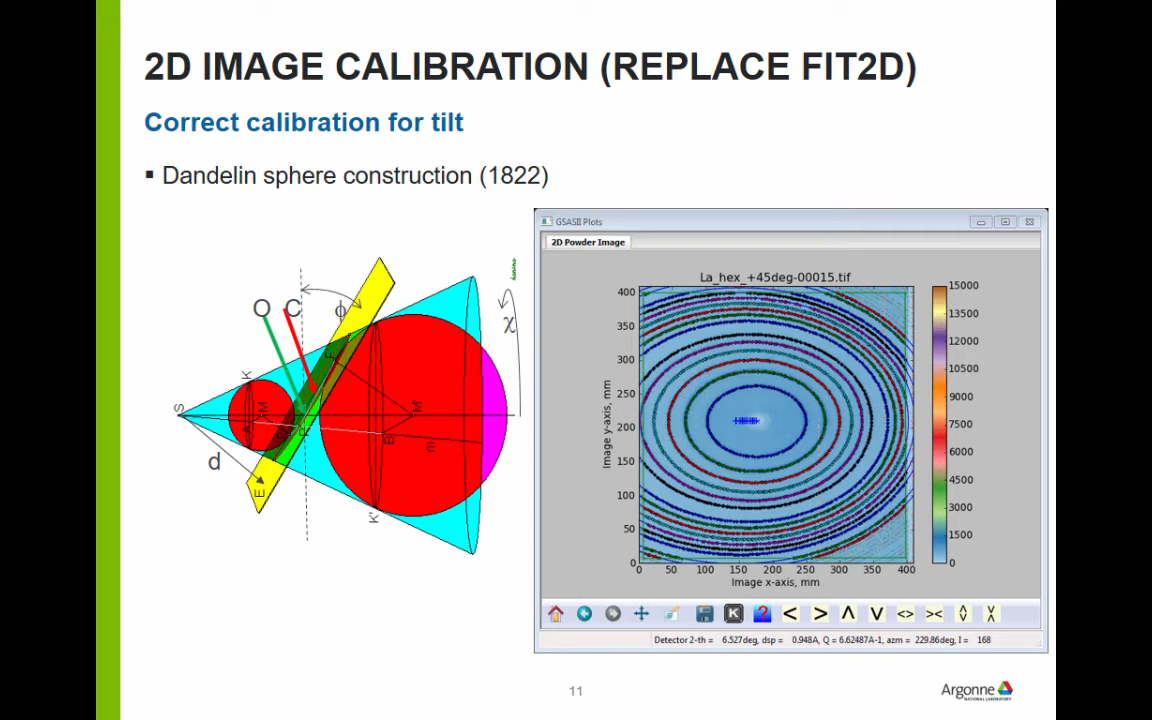 2D IMAGE CALIBRATION (REPLACE FIT2D)
Correct calibration for tilt
▪ Dandelin sphere construction (1822)
O C ϕ χ
K
F
S
M M'
A
P
B
m
d
E
K'
GSASII Plots
2D Powder Image
La_hex_+45deg-00015.tif
400
350
300
250
200
150
100
50
0
Image y-axis, mm
0 50 100 150 200 250 300 350 400
Image x-axis, mm
15000
13500
12000
10500
9000
7500
6000
4500
3000
1500
0
K ? < > Λ V <> ><
Detector 2-th = 6.527deg, dsp = 0.948A, Q = 6.62487A-1, azm = 229.86deg, I = 168
11
Argonne
NATIONAL LABORATORY